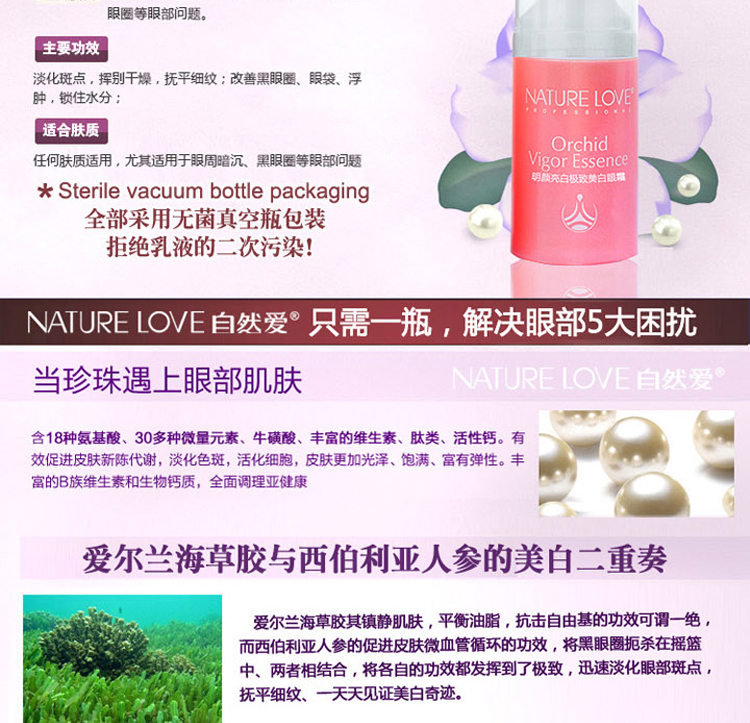 眼圈等眼部问题。
主要功效
淡化斑点，挥别干燥，抚平细纹；改善黑眼圈、眼袋、浮
肿，锁住水分；
适合肤质
任何肤质适用，尤其适用于眼周暗沉、黑眼圈等眼部问题
* Sterile vacuum bottle packaging
全部采用无菌真空瓶包装
拒绝乳液的二次污染！
NATURE LOVE®
PROFESSIONAL
Orchid
Vigor Essence
明颜亮白极致美白眼霜
NATURE LOVE 自然爱® 只需一瓶，解决眼部5大困扰
当珍珠遇上眼部肌肤
NATURE LOVE 自然爱®
含18种氨基酸、30多种微量元素、牛磺酸、丰富的维生素、肽类、活性钙。有
效促进皮肤新陈代谢，淡化色斑，活化细胞，皮肤更加光泽、饱满、富有弹性。丰
富的B族维生素和生物钙质，全面调理亚健康
爱尔兰海草胶与西伯利亚人参的美白二重奏
爱尔兰海草胶其镇静肌肤，平衡油脂，抗击自由基的功效可谓一绝，
而西伯利亚人参的促进皮肤微血管循环的功效，将黑眼圈扼杀在摇篮
中、两者相结合，将各自的功效都发挥到了极致，迅速淡化眼部斑点，
抚平细纹、一天天见证美白奇迹。